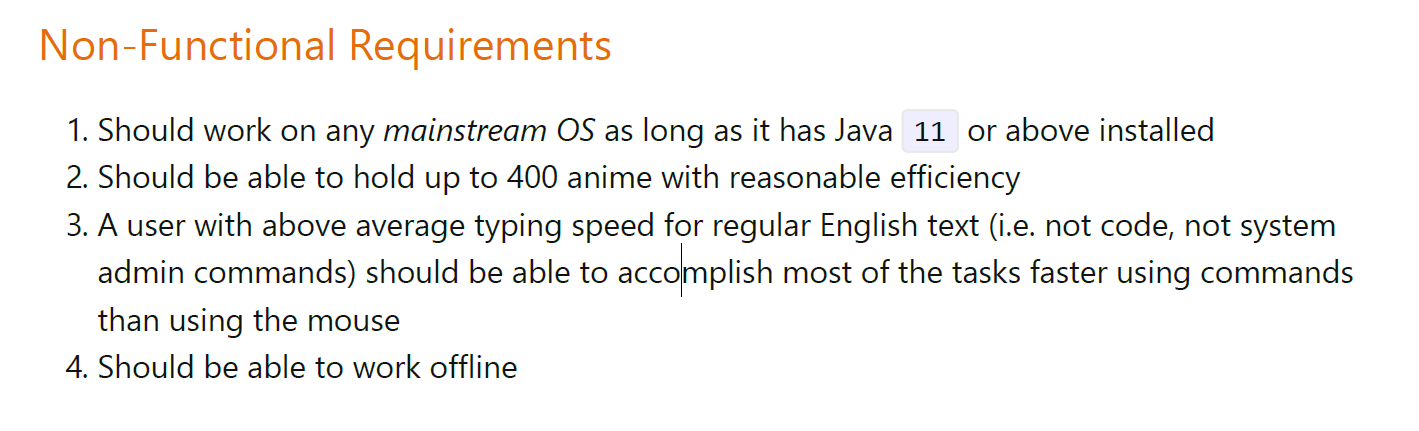 Non-Functional Requirements
1. Should work on any mainstream OS as long as it has Java 11 or above installed
2. Should be able to hold up to 400 anime with reasonable efficiency
3. A user with above average typing speed for regular English text (i.e. not code, not system
admin commands) should be able to accomplish most of the tasks faster using commands
than using the mouse
4. Should be able to work offline